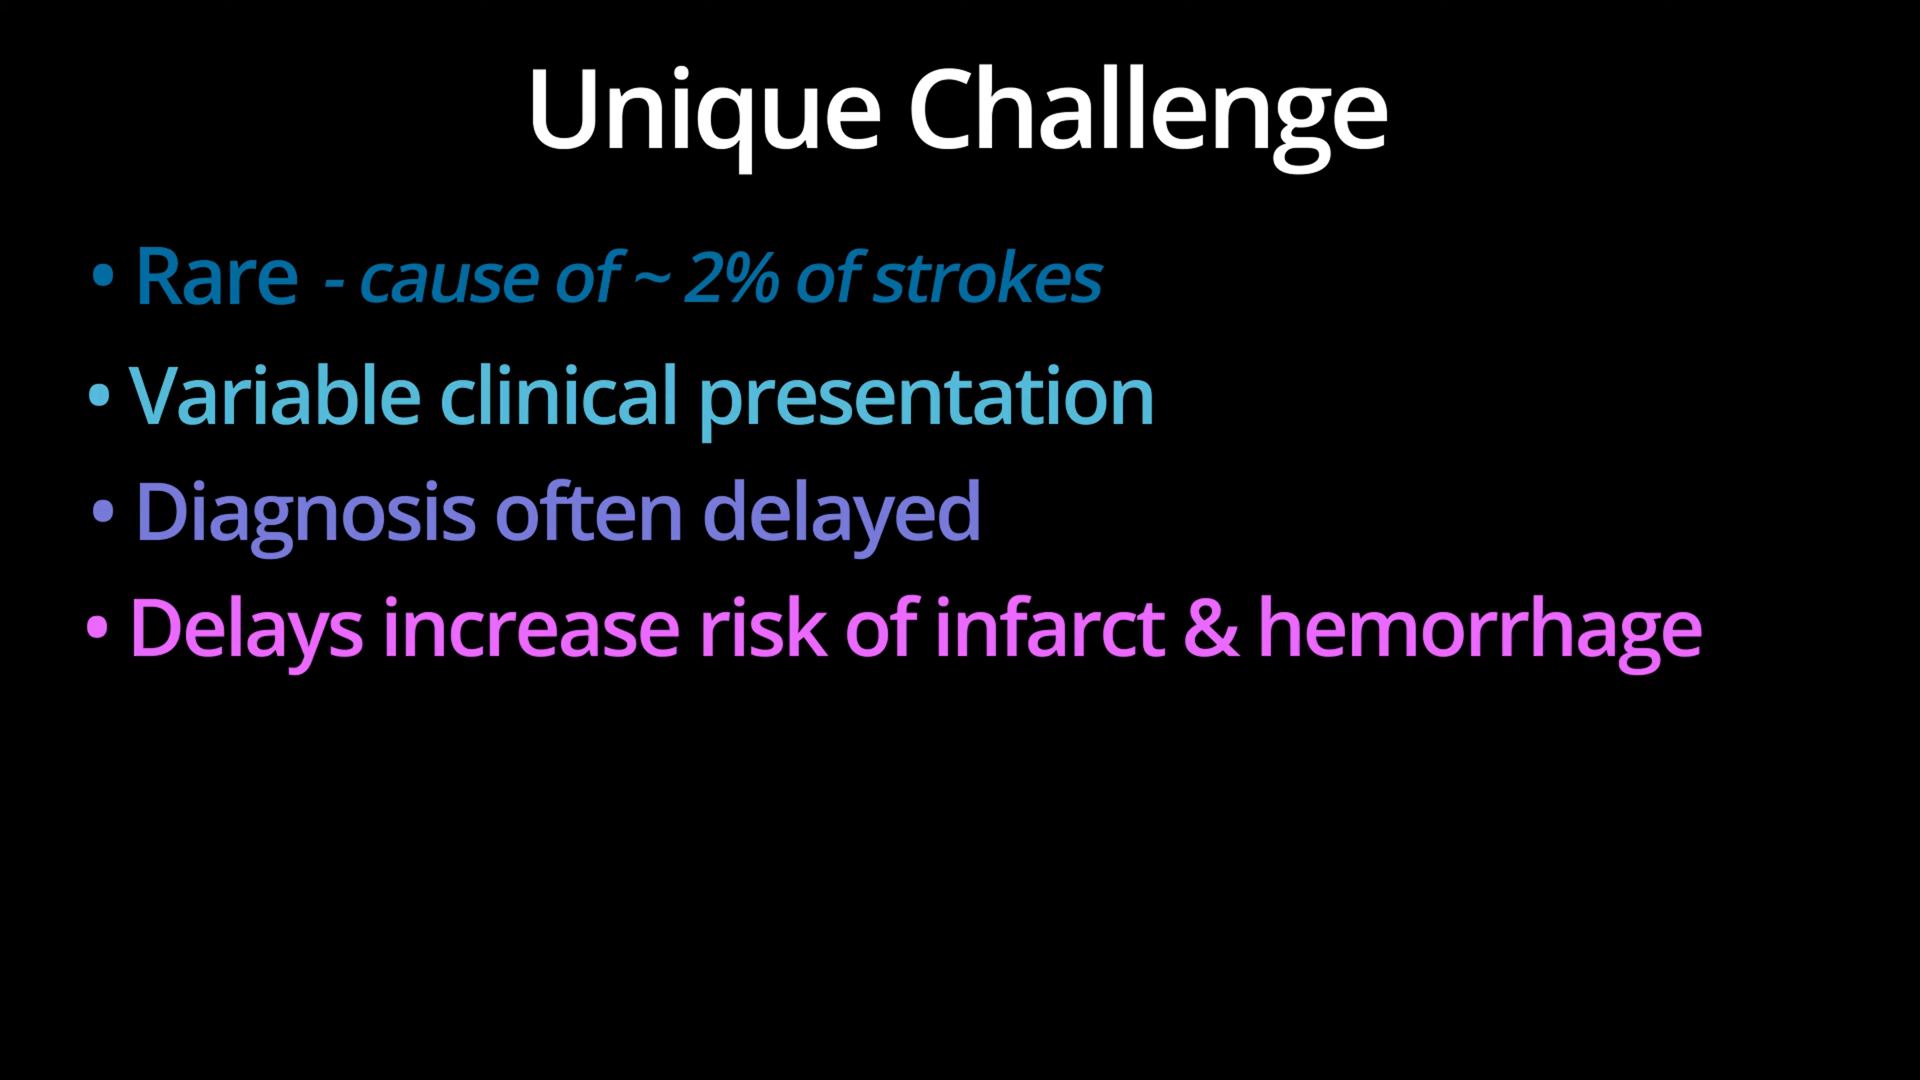 Unique Challenge
• Rare - cause of ~ 2% of strokes
• Variable clinical presentation
• Diagnosis often delayed
• Delays increase risk of infarct & hemorrhage